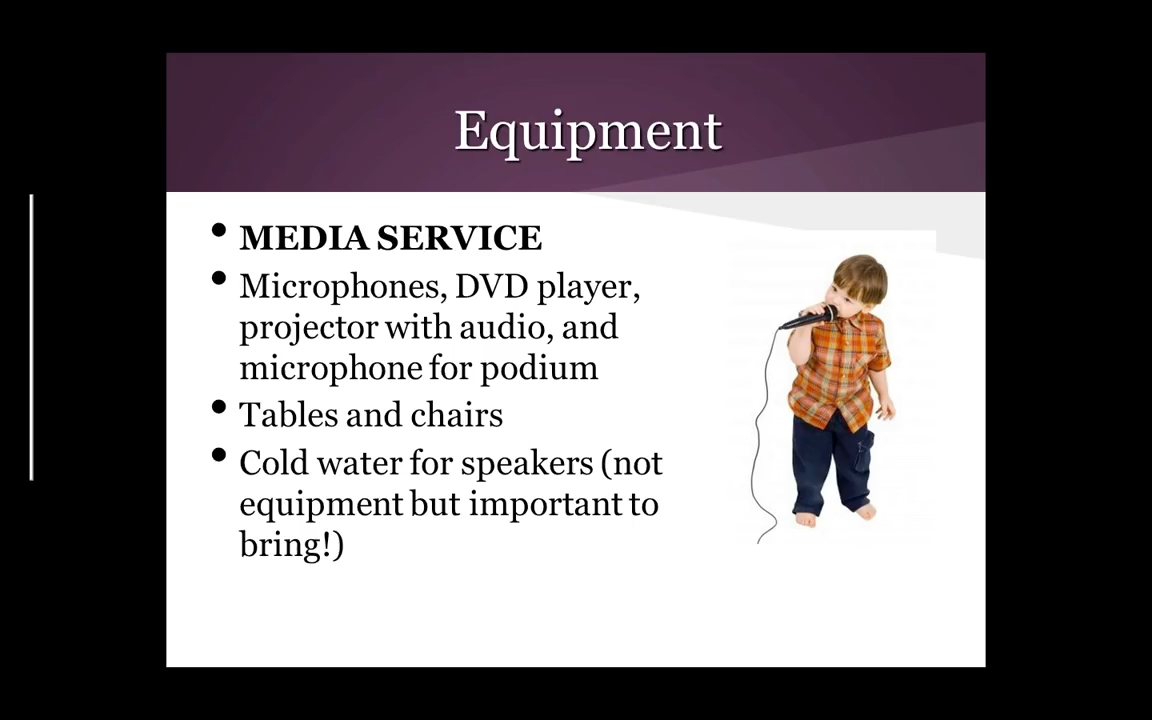 Equipment
• MEDIA SERVICE
• Microphones, DVD player,
projector with audio, and
microphone for podium
• Tables and chairs
• Cold water for speakers (not
equipment but important to
bring!)